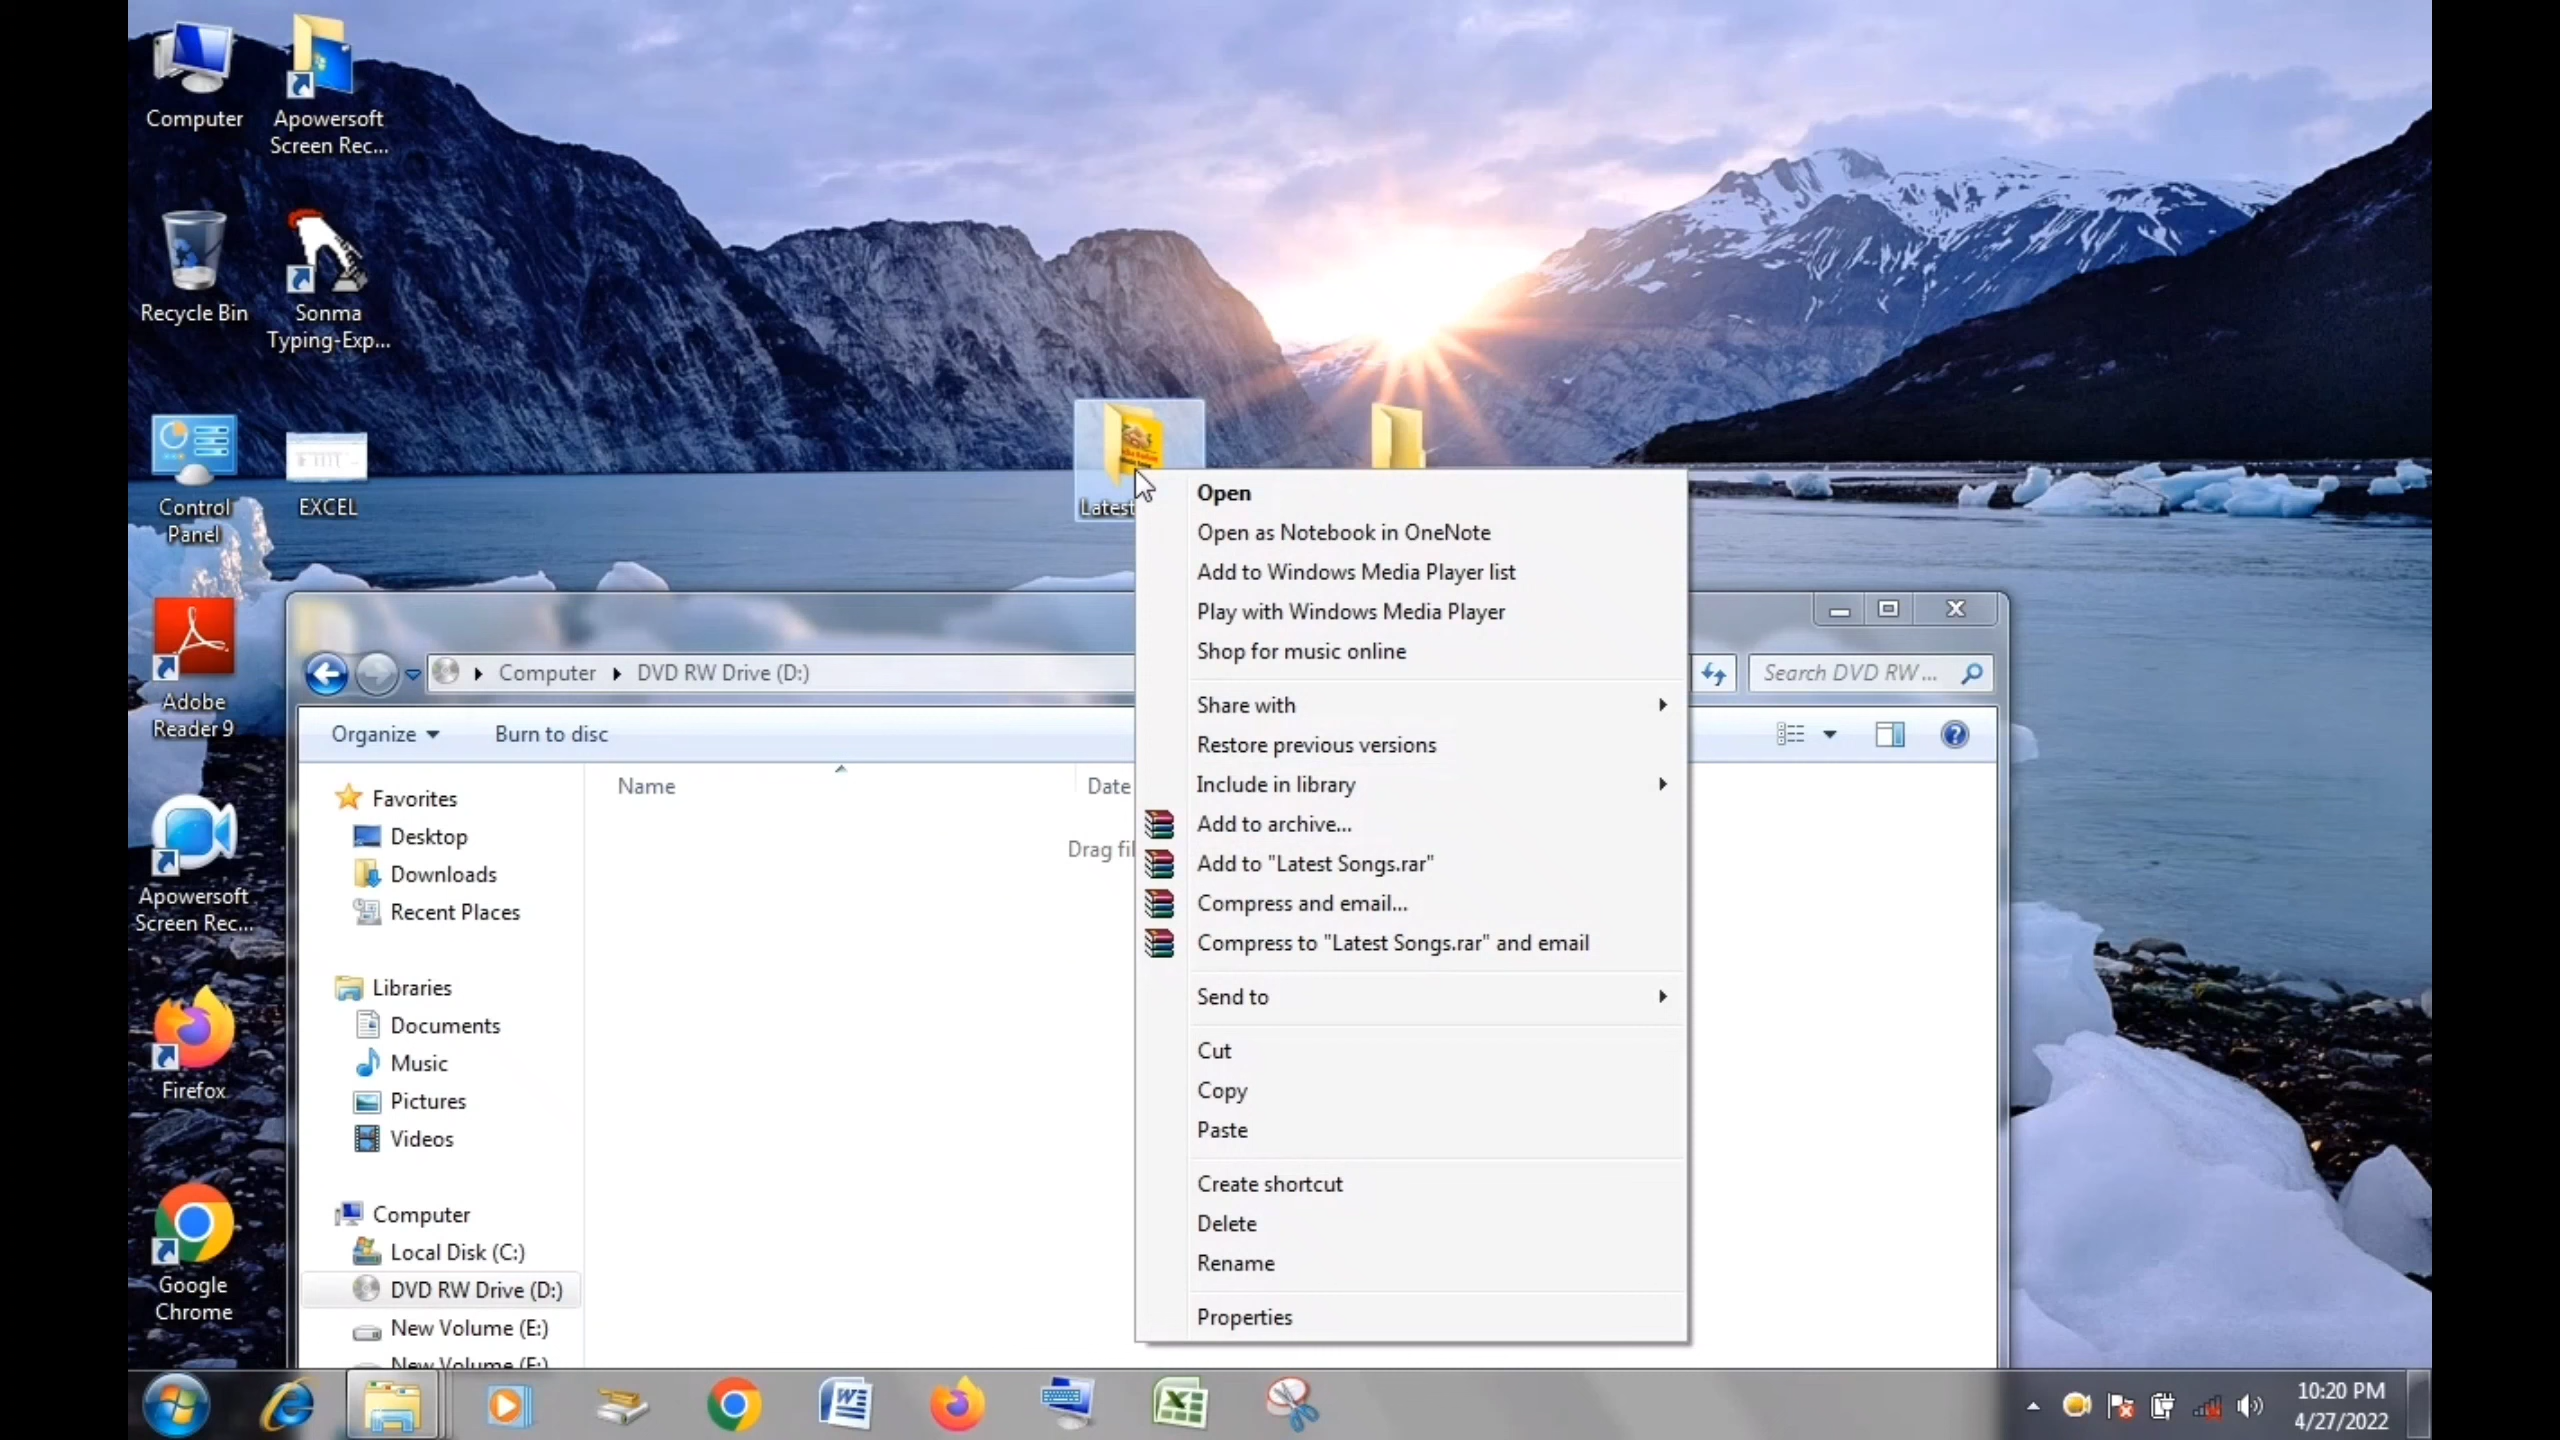 Computer
Apowersoft
Screen Rec...
Recycle Bin
Sonma
Typing-Exp...
Control
Panel
EXCEL
Latest
Adobe
Reader 9
Apowersoft
Screen Rec...
Firefox
Google
Chrome
Computer
DVD RW Drive (D:)
Search DVD RW ...
Organize
Burn to disc
Name
Date
Drag fil
Favorites
Desktop
Downloads
Recent Places
Libraries
Documents
Music
Pictures
Videos
Computer
Local Disk (C:)
DVD RW Drive (D:)
New Volume (E:)
New Volume (F:)
Open
Open as Notebook in OneNote
Add to Windows Media Player list
Play with Windows Media Player
Shop for music online
Share with
Restore previous versions
Include in library
Add to archive...
Add to "Latest Songs.rar"
Compress and email...
Compress to "Latest Songs.rar" and email
Send to
Cut
Copy
Paste
Create shortcut
Delete
Rename
Properties
10:20 PM
4/27/2022